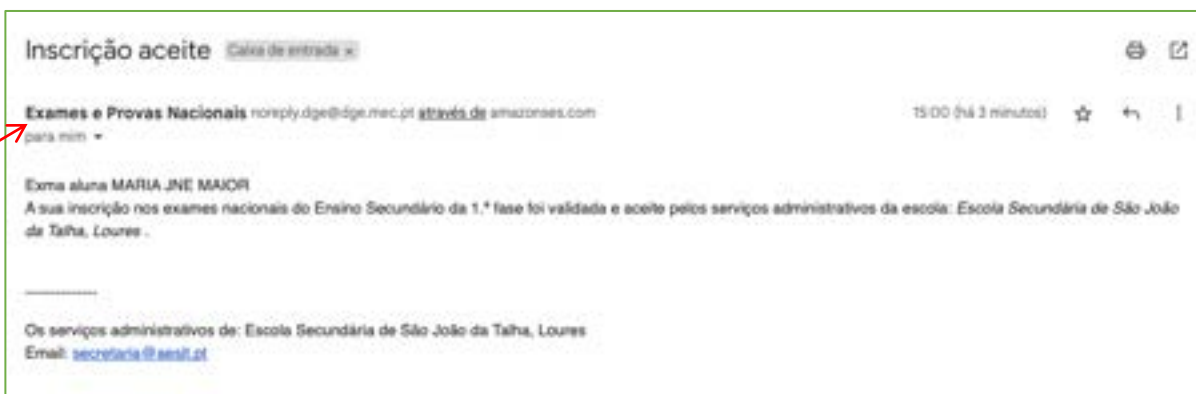 Inscrição aceite Caixa de entrada ×
Exames e Provas Nacionais noreply.dge@dge.mec.pt através de amazonses.com 15:00 (há 3 minutos)
para mim
Exma aluna MARIA JNE MAIOR
A sua inscrição nos exames nacionais do Ensino Secundário da 1.ª fase foi validada e aceite pelos serviços administrativos da escola: Escola Secundária de São João
da Talha, Loures .
---------------
Os serviços administrativos de: Escola Secundária de São João da Talha, Loures
Email: secretaria@aesjt.pt